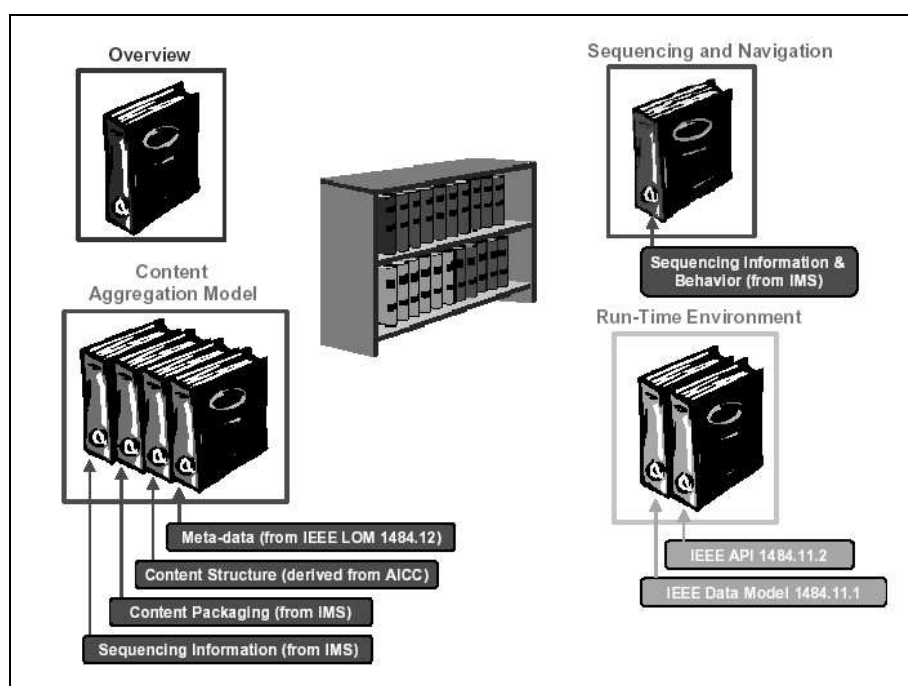 Overview
Sequencing and Navigation
Sequencing Information &
Behavior (from IMS)
Content
Aggregation Model
Run-Time Environment
Meta-data (from IEEE LOM 1484.12)
Content Structure (derived from AICC)
Content Packaging (from IMS)
Sequencing Information (from IMS)
IEEE API 1484.11.2
IEEE Data Model 1484.11.1